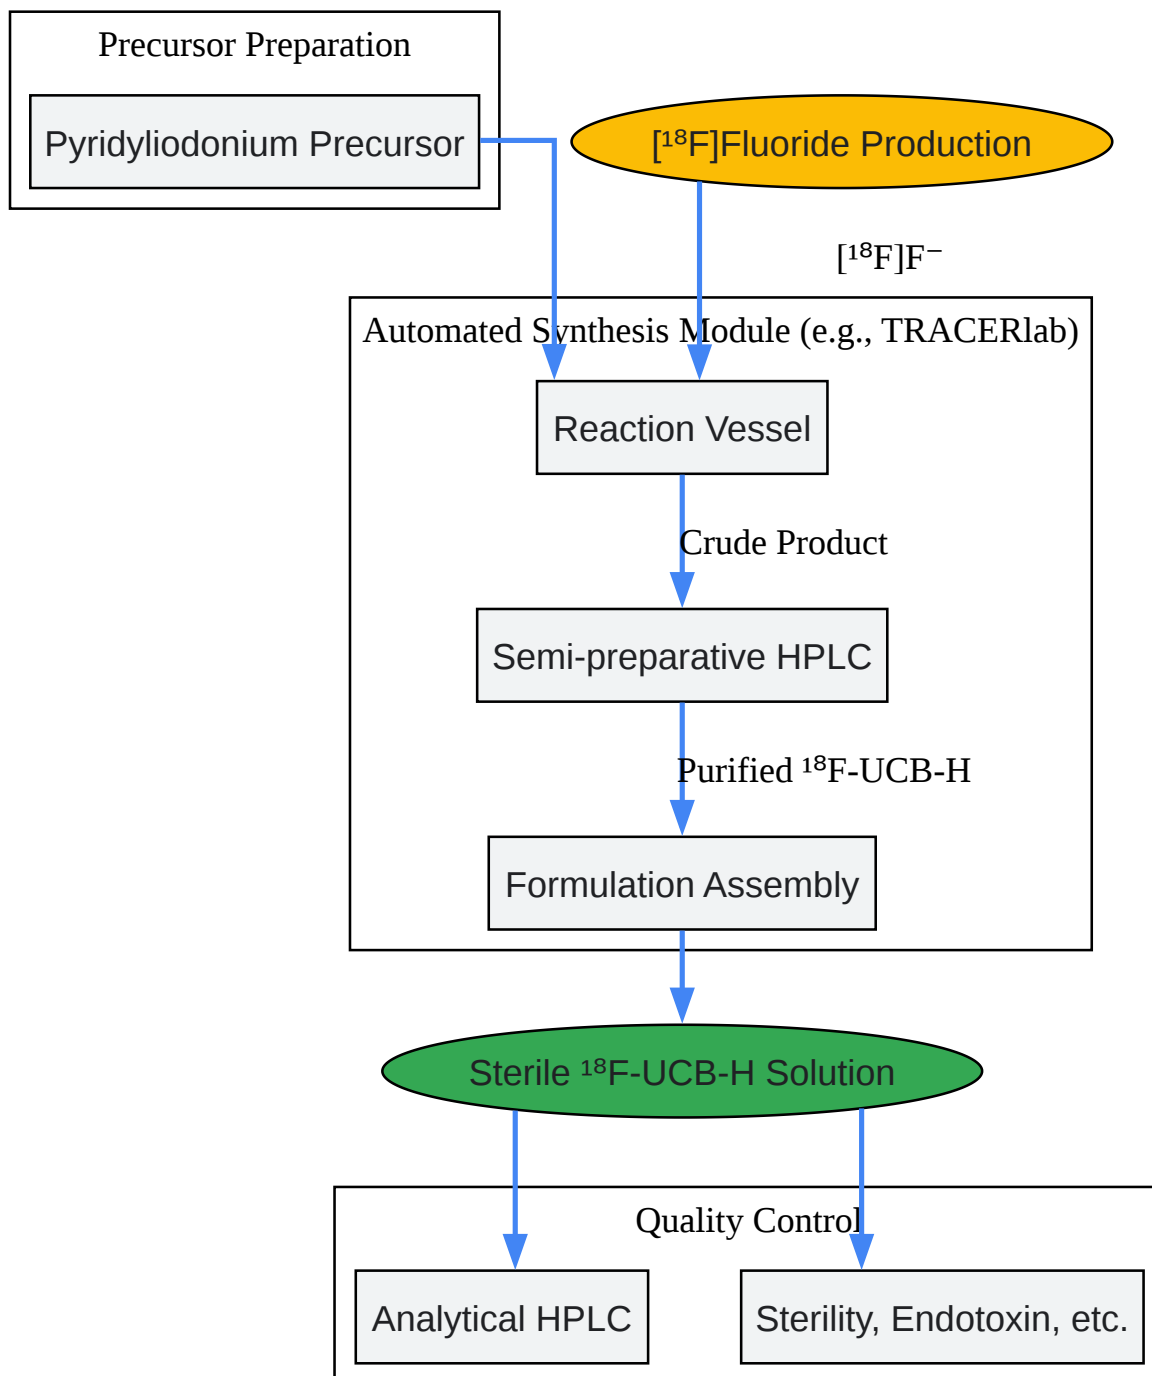 Precursor Preparation
Pyridyliodonium Precursor
[¹⁸F]Fluoride Production
[¹⁸F]F⁻
Automated Synthesis Module (e.g., TRACERlab)
Reaction Vessel
Crude Product
Semi-preparative HPLC
Purified ¹⁸F-UCB-H
Formulation Assembly
Sterile ¹⁸F-UCB-H Solution
Quality Control
Analytical HPLC
Sterility, Endotoxin, etc.